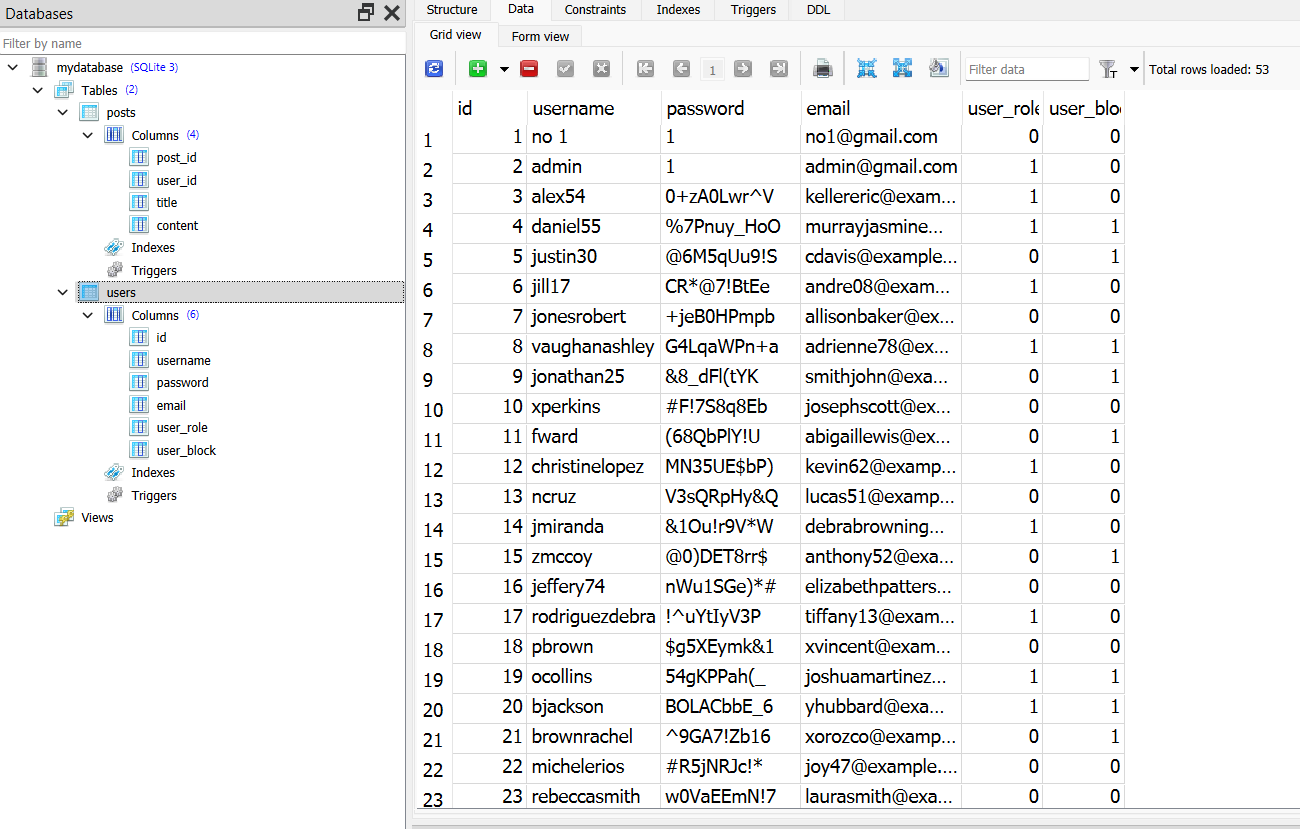 Databases
Filter by name
mydatabase (SQLite 3)
Tables (2)
posts
Columns (4)
post_id
user_id
title
content
Indexes
Triggers
users
Columns (6)
id
username
password
email
user_role
user_block
Indexes
Triggers
Views
Structure Data Constraints Indexes Triggers DDL
Grid view Form view
1 Filter data T Total rows loaded: 53
id username password email user_role user_blo
1 1 no 1 1 no1@gmail.com 0 0
2 2 admin 1 admin@gmail.com 1 0
3 3 alex54 0+zA0Lwr^V kellereric@exam... 1 0
4 4 daniel55 %7Pnuy_HoO murrayjasmine... 1 1
5 5 justin30 @6M5qUu9!S cdavis@example... 0 1
6 6 jill17 CR*@7!BtEe andre08@exam... 1 0
7 7 jonesrobert +jeB0HPmpb allisonbaker@ex... 0 0
8 8 vaughanashley G4LqaWPn+a adrienne78@ex... 1 1
9 9 jonathan25 &8_dFl(tYK smithjohn@exa... 0 1
10 10 xperkins #F!7S8q8Eb josephscott@ex... 0 0
11 11 fward (68QbPlY!U abigaillewis@ex... 0 1
12 12 christinelopez MN35UE$bP) kevin62@examp... 1 0
13 13 ncruz V3sQRpHy&Q lucas51@examp... 0 0
14 14 jmiranda &1Ou!r9V*W debrabrowning... 1 0
15 15 zmccoy @0)DET8rr$ anthony52@exa... 0 1
16 16 jeffery74 nWu1SGe)*# elizabethpatters... 0 0
17 17 rodriguezdebra !^uYtIyV3P tiffany13@exam... 1 0
18 18 pbrown $g5XEymk&1 xvincent@exam... 0 0
19 19 ocollins 54gKPPah(_ joshuamartinez... 1 1
20 20 bjackson BOLACbbE_6 yhubbard@exa... 1 1
21 21 brownrachel ^9GA7!Zb16 xorozco@examp... 0 1
22 22 michelerios #R5jNRJc!* joy47@example.... 0 0
23 23 rebeccasmith w0VaEEmN!7 laurasmith@exa... 0 0